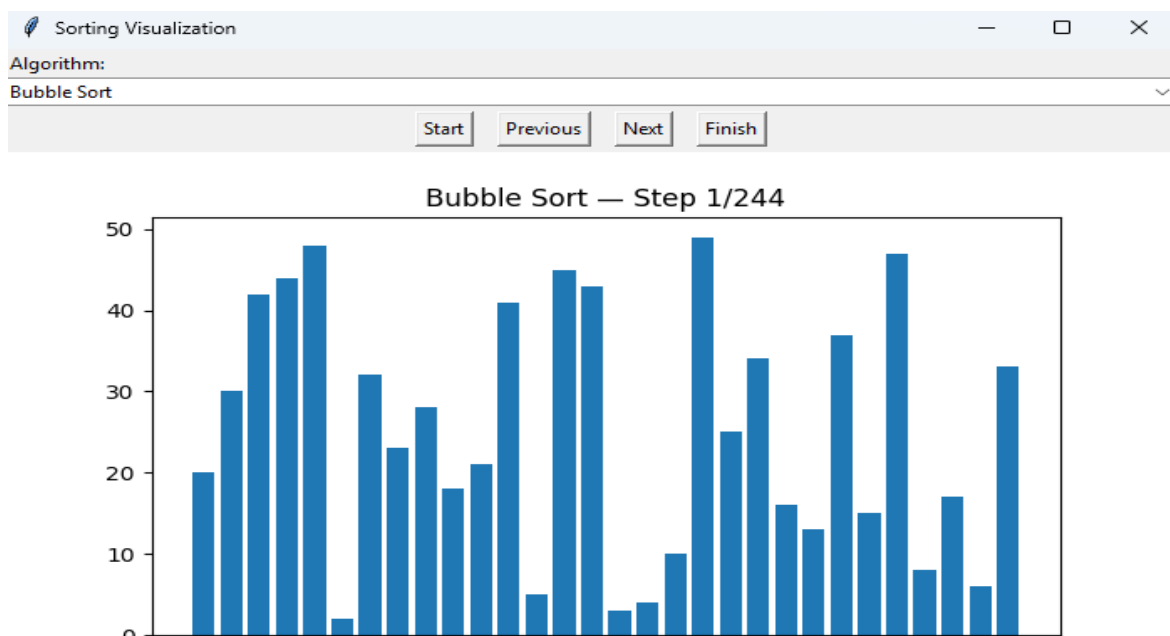 Sorting Visualization
Algorithm:
Bubble Sort
Start Previous Next Finish
Bubble Sort — Step 1/244
50
40
30
20
10
0